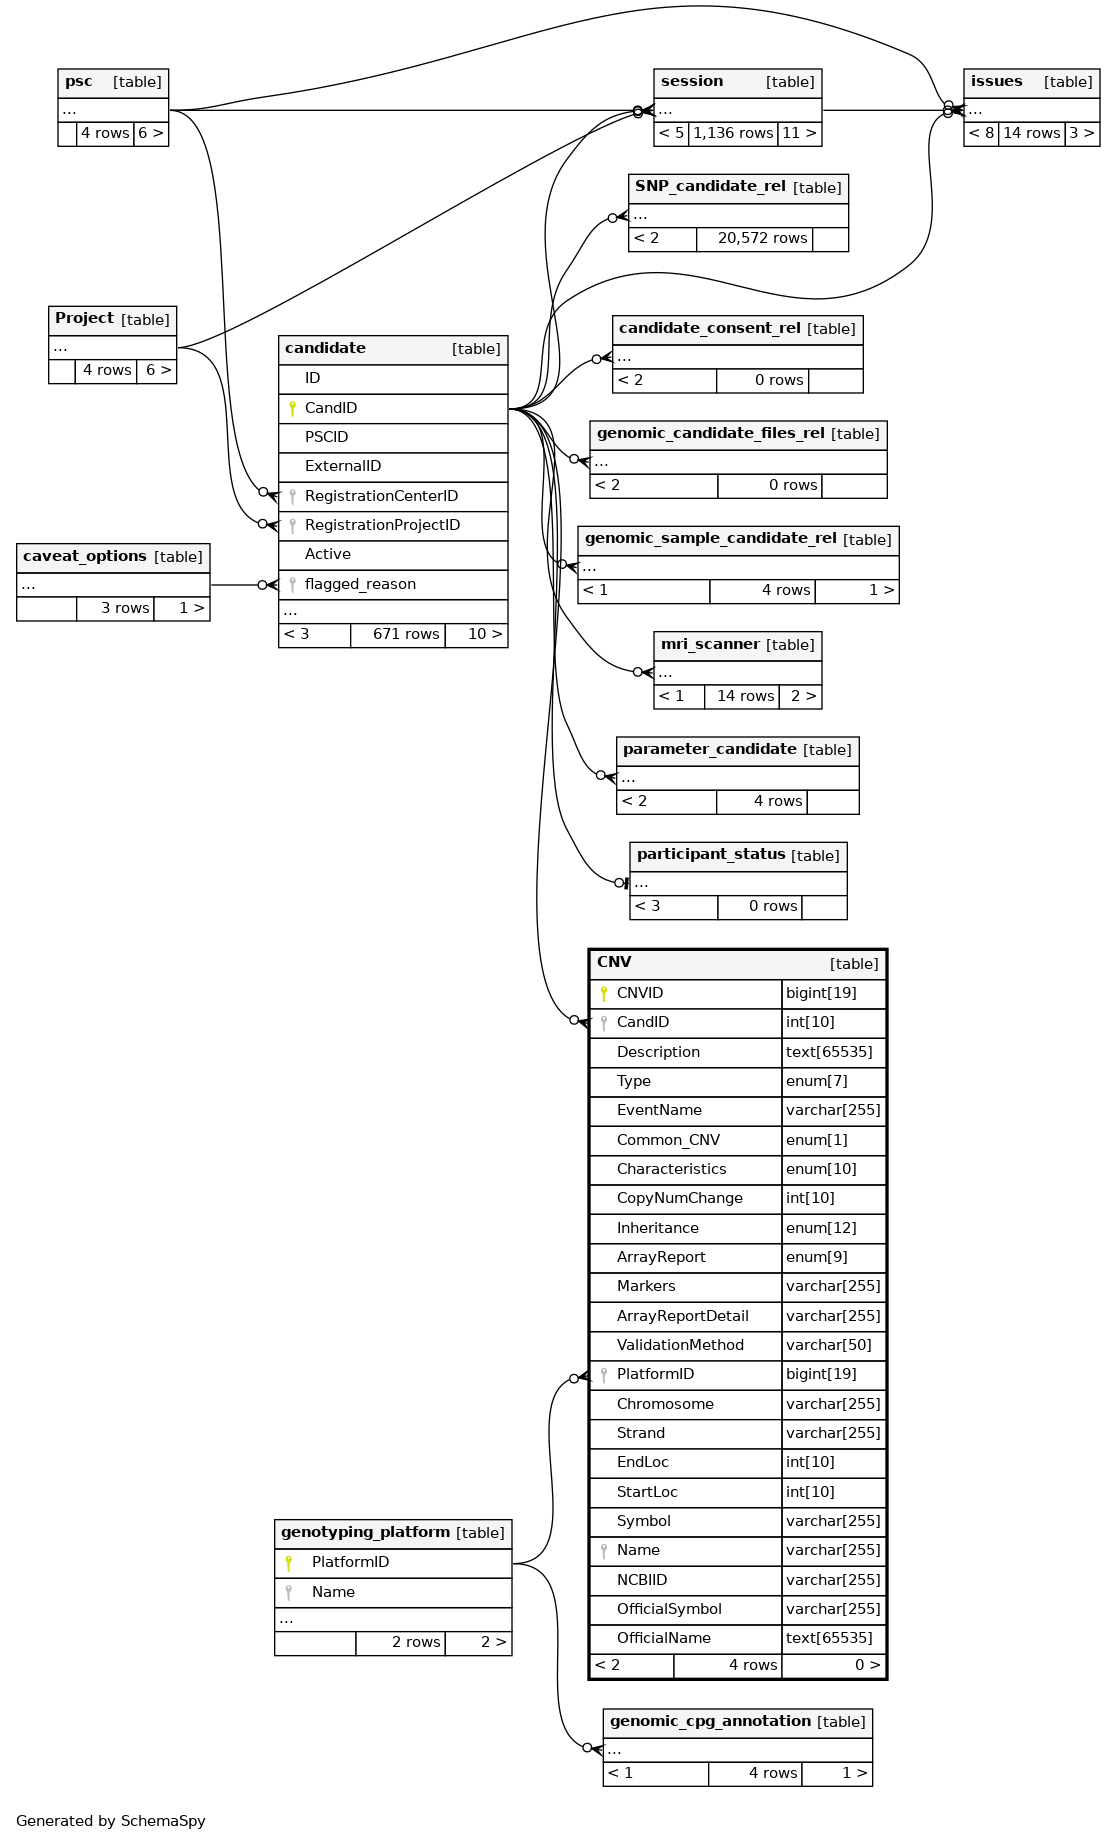 psc [table]
...
4 rows 6 >
session [table]
...
< 5 1,136 rows 11 >
issues [table]
...
< 8 14 rows 3 >
SNP_candidate_rel [table]
...
< 2 20,572 rows
Project [table]
...
4 rows 6 >
candidate [table]
ID
CandID
PSCID
ExternalID
RegistrationCenterID
RegistrationProjectID
Active
flagged_reason
...
< 3 671 rows 10 >
candidate_consent_rel [table]
...
< 2 0 rows
genomic_candidate_files_rel [table]
...
< 2 0 rows
caveat_options [table]
...
3 rows 1 >
genomic_sample_candidate_rel [table]
...
< 1 4 rows 1 >
mri_scanner [table]
...
< 1 14 rows 2 >
parameter_candidate [table]
...
< 2 4 rows
participant_status [table]
...
< 3 0 rows
CNV [table]
CNVID bigint[19]
CandID int[10]
Description text[65535]
Type enum[7]
EventName varchar[255]
Common_CNV enum[1]
Characteristics enum[10]
CopyNumChange int[10]
Inheritance enum[12]
ArrayReport enum[9]
Markers varchar[255]
ArrayReportDetail varchar[255]
ValidationMethod varchar[50]
PlatformID bigint[19]
Chromosome varchar[255]
Strand varchar[255]
EndLoc int[10]
StartLoc int[10]
Symbol varchar[255]
Name varchar[255]
NCBIID varchar[255]
OfficialSymbol varchar[255]
OfficialName text[65535]
< 2 4 rows 0 >
genotyping_platform [table]
PlatformID
Name
...
2 rows 2 >
genomic_cpg_annotation [table]
...
< 1 4 rows 1 >
Generated by SchemaSpy